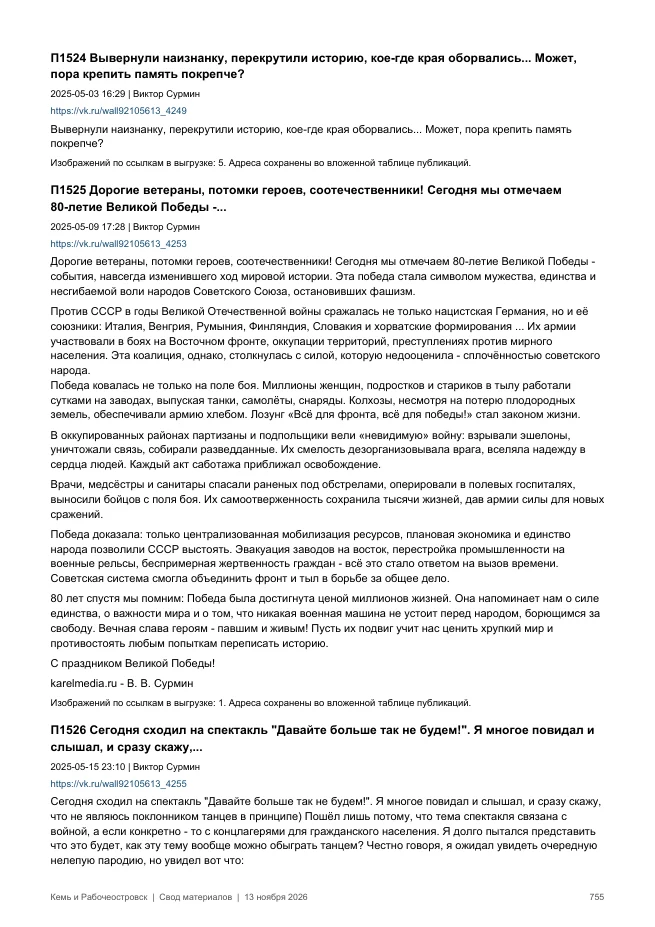 П1524 Вывернули наизнанку, перекрутили историю, кое-где края оборвались... Может,
пора крепить память покрепче?
2025-05-03 16:29 | Виктор Сурмин
https://vk.ru/wall92105613_4249
Вывернули наизнанку, перекрутили историю, кое-где края оборвались... Может, пора крепить память
покрепче?
Изображений по ссылкам в выгрузке: 5. Адреса сохранены во вложенной таблице публикаций.
П1525 Дорогие ветераны, потомки героев, соотечественники! Сегодня мы отмечаем
80-летие Великой Победы -...
2025-05-09 17:28 | Виктор Сурмин
https://vk.ru/wall92105613_4253
Дорогие ветераны, потомки героев, соотечественники! Сегодня мы отмечаем 80-летие Великой Победы -
события, навсегда изменившего ход мировой истории. Эта победа стала символом мужества, единства и
несгибаемой воли народов Советского Союза, остановивших фашизм.
Против СССР в годы Великой Отечественной войны сражалась не только нацистская Германия, но и её
союзники: Италия, Венгрия, Румыния, Финляндия, Словакия и хорватские формирования ... Их армии
участвовали в боях на Восточном фронте, оккупации территорий, преступлениях против мирного
населения. Эта коалиция, однако, столкнулась с силой, которую недооценила - сплочённостью советского
народа.
Победа ковалась не только на поле боя. Миллионы женщин, подростков и стариков в тылу работали
сутками на заводах, выпуская танки, самолёты, снаряды. Колхозы, несмотря на потерю плодородных
земель, обеспечивали армию хлебом. Лозунг «Всё для фронта, всё для победы!» стал законом жизни.
В оккупированных районах партизаны и подпольщики вели «невидимую» войну: взрывали эшелоны,
уничтожали связь, собирали разведданные. Их смелость дезорганизовывала врага, вселяла надежду в
сердца людей. Каждый акт саботажа приближал освобождение.
Врачи, медсёстры и санитары спасали раненых под обстрелами, оперировали в полевых госпиталях,
выносили бойцов с поля боя. Их самоотверженность сохранила тысячи жизней, дав армии силы для новых
сражений.
Победа доказала: только централизованная мобилизация ресурсов, плановая экономика и единство
народа позволили СССР выстоять. Эвакуация заводов на восток, перестройка промышленности на
военные рельсы, беспримерная жертвенность граждан - всё это стало ответом на вызов времени.
Советская система смогла объединить фронт и тыл в борьбе за общее дело.
80 лет спустя мы помним: Победа была достигнута ценой миллионов жизней. Она напоминает нам о силе
единства, о важности мира и о том, что никакая военная машина не устоит перед народом, борющимся за
свободу. Вечная слава героям - павшим и живым! Пусть их подвиг учит нас ценить хрупкий мир и
противостоять любым попыткам переписать историю.
С праздником Великой Победы!
karelmedia.ru - В. В. Сурмин
Изображений по ссылкам в выгрузке: 1. Адреса сохранены во вложенной таблице публикаций.
П1526 Сегодня сходил на спектакль "Давайте больше так не будем!". Я многое повидал и
слышал, и сразу скажу,...
2025-05-15 23:10 | Виктор Сурмин
https://vk.ru/wall92105613_4255
Сегодня сходил на спектакль "Давайте больше так не будем!". Я многое повидал и слышал, и сразу скажу,
что не являюсь поклонником танцев в принципе) Пошёл лишь потому, что тема спектакля связана с
войной, а если конкретно - то с концлагерями для гражданского населения. Я долго пытался представить
что это будет, как эту тему вообще можно обыграть танцем? Честно говоря, я ожидал увидеть очередную
нелепую пародию, но увидел вот что:
Кемь и Рабочеостровск | Свод материалов | 13 ноября 2026
755